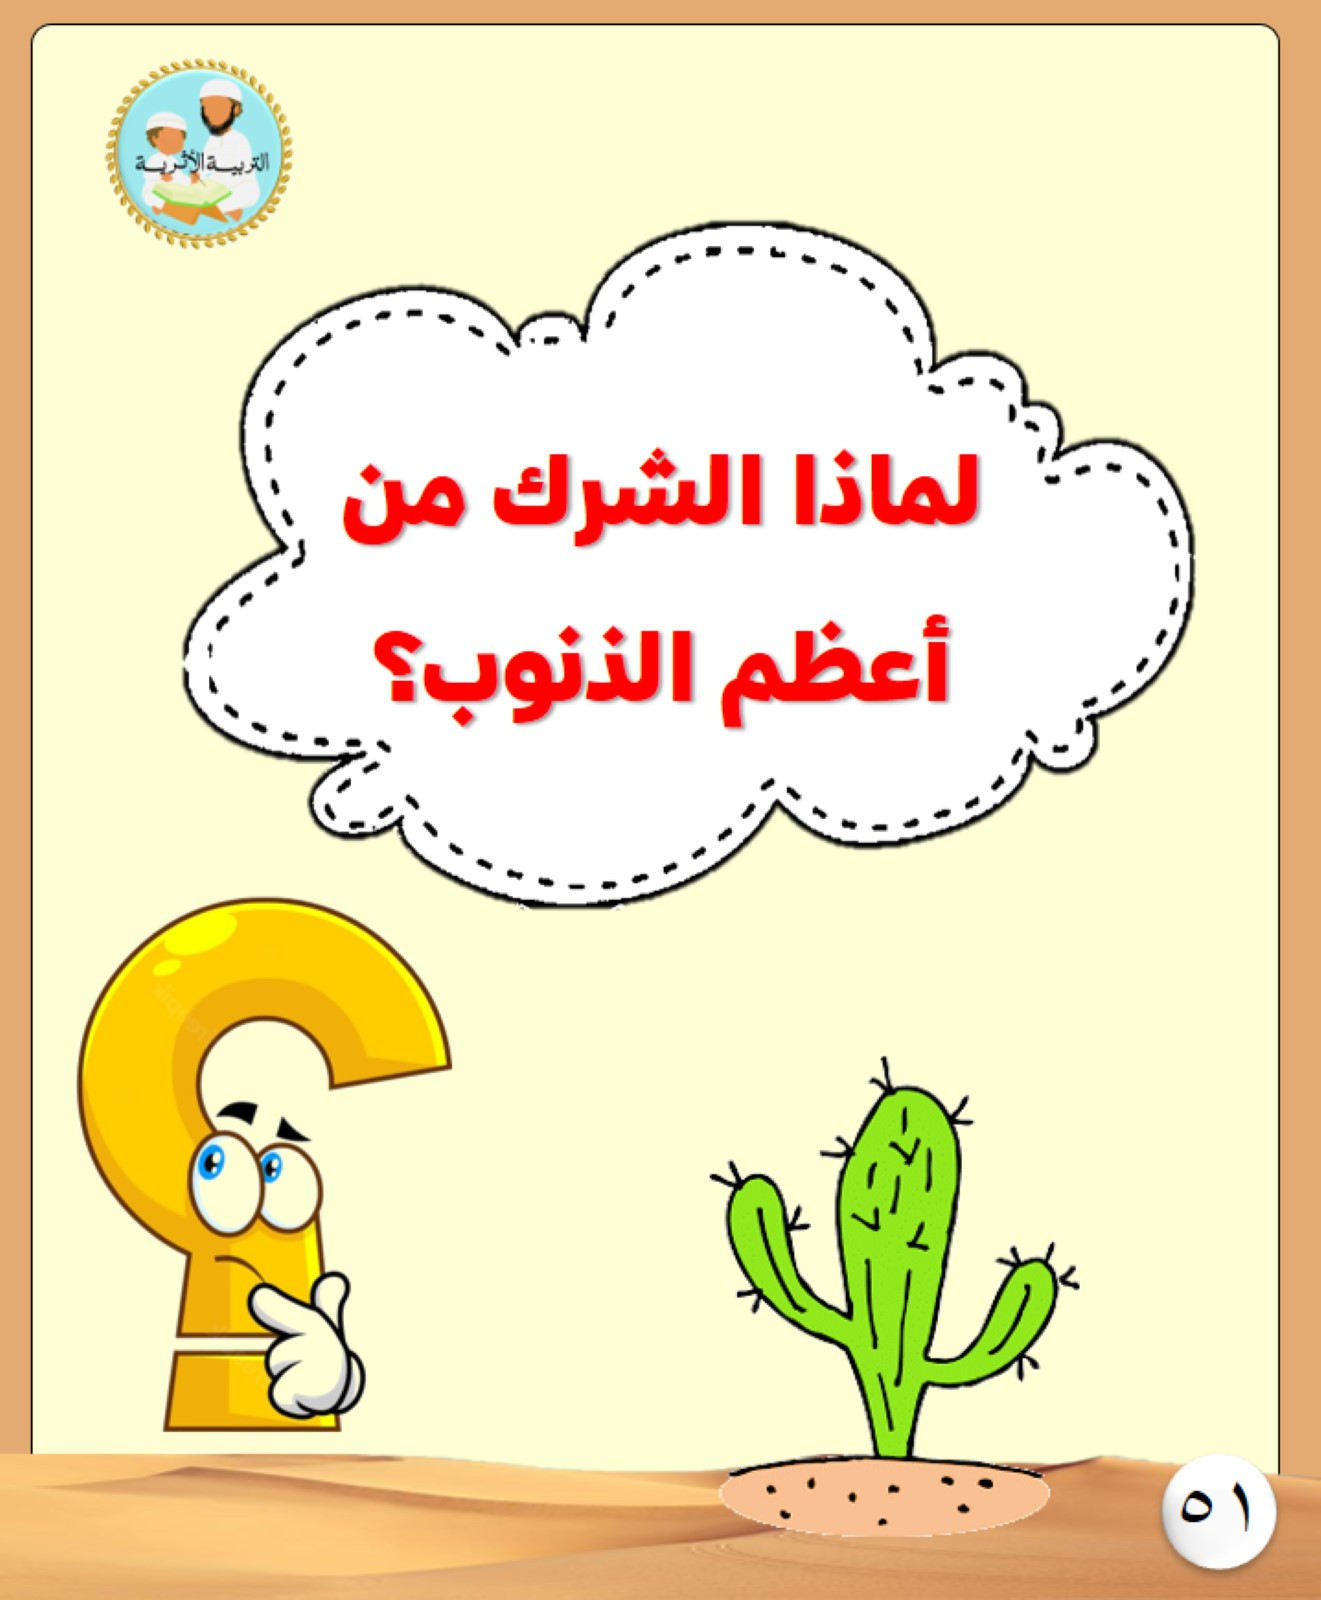 التربية الأثرية
لماذا الشرك من
أعظم الذنوب؟
٥١